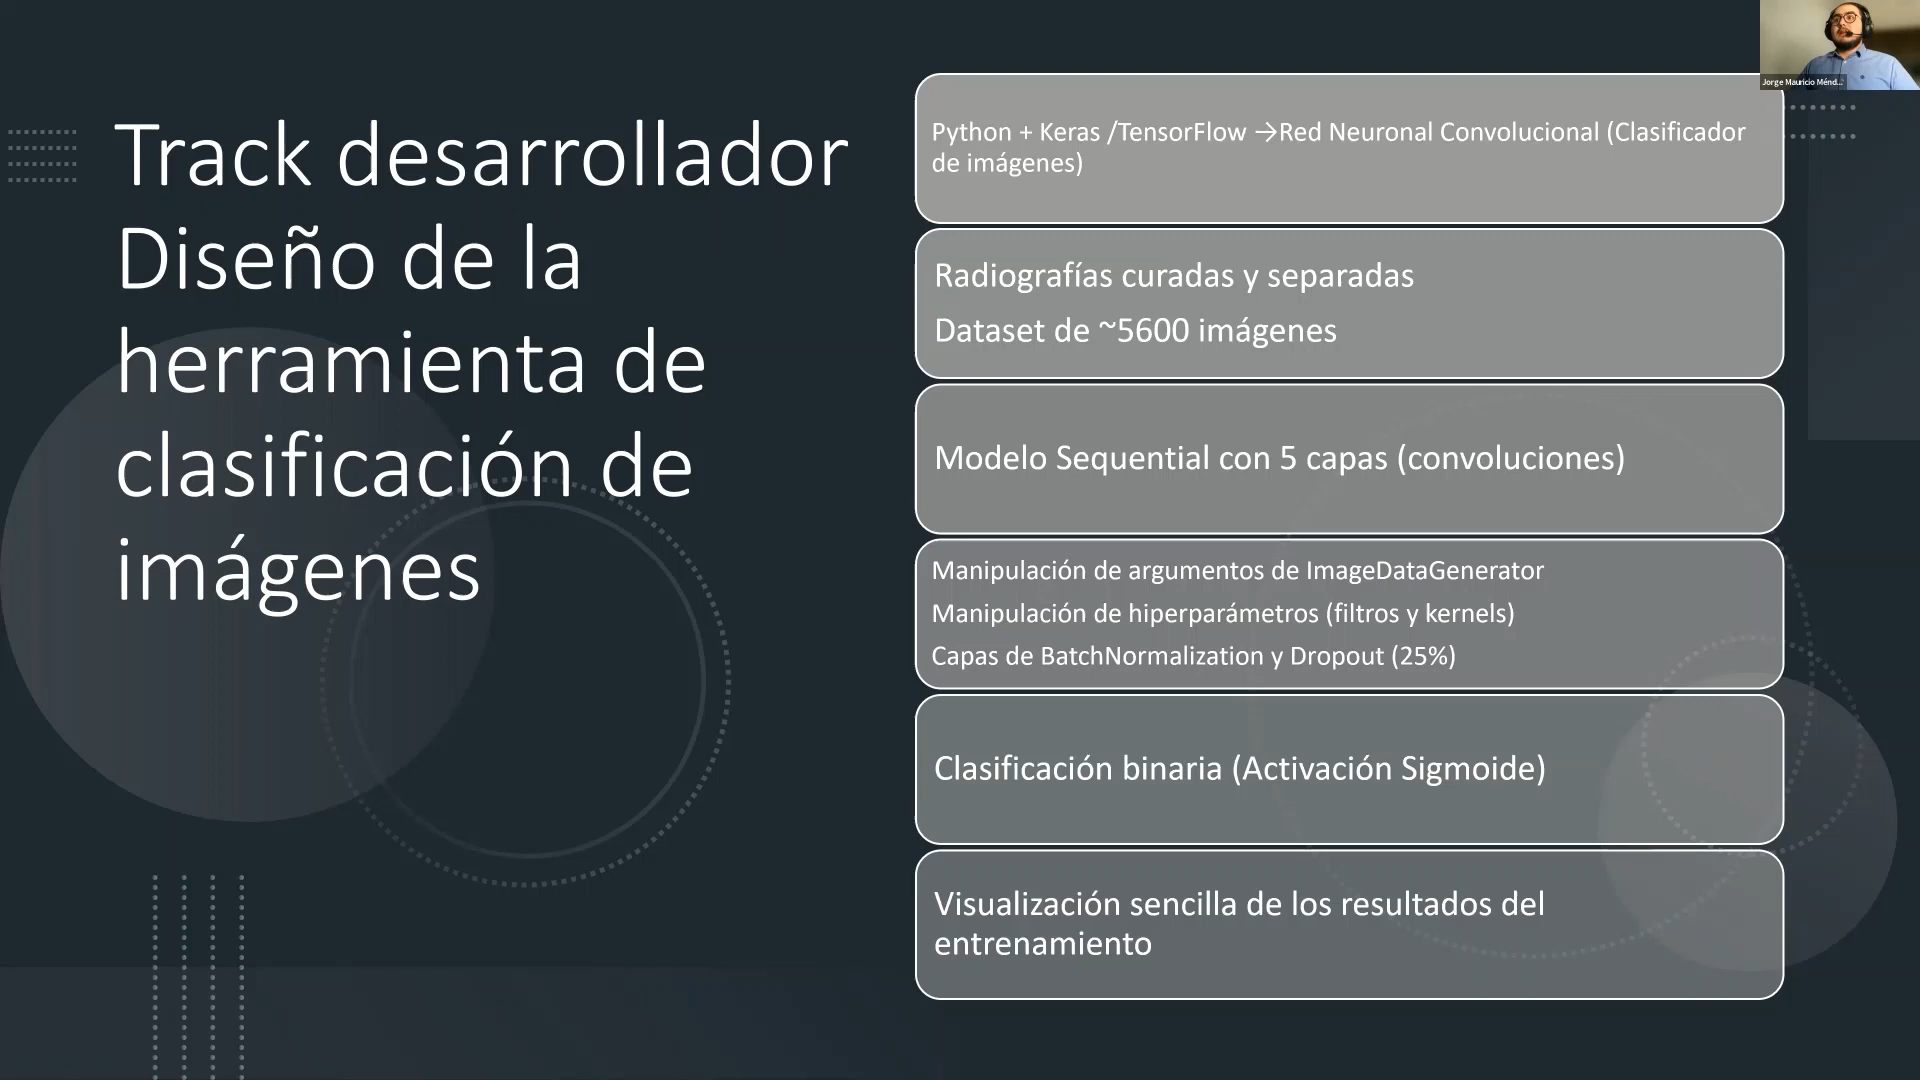 Track desarrollador
Diseño de la
herramienta de
clasificación de
imágenes
Python + Keras /TensorFlow →Red Neuronal Convolucional (Clasificador
de imágenes)
Radiografías curadas y separadas
Dataset de ~5600 imágenes
Modelo Sequential con 5 capas (convoluciones)
Manipulación de argumentos de ImageDataGenerator
Manipulación de hiperparámetros (filtros y kernels)
Capas de BatchNormalization y Dropout (25%)
Clasificación binaria (Activación Sigmoide)
Visualización sencilla de los resultados del
entrenamiento
Jorge Mauricio Ménd...